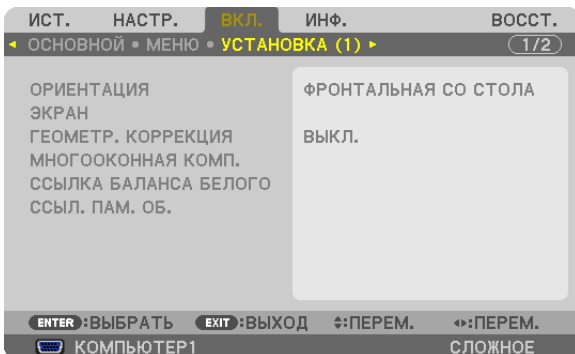 ИСТ. НАСТР. ВКЛ. ИНФ. ВОССТ.
ОСНОВНОЙ • МЕНЮ • УСТАНОВКА (1) 1/2
ОРИЕНТАЦИЯ ФРОНТАЛЬНАЯ СО СТОЛА
ЭКРАН
ГЕОМЕТР. КОРРЕКЦИЯ ВЫКЛ.
МНОГООКОННАЯ КОМП.
ССЫЛКА БАЛАНСА БЕЛОГО
ССЫЛ. ПАМ. ОБ.
ENTER :ВЫБРАТЬ EXIT :ВЫХОД :ПЕРЕМ. :ПЕРЕМ.
КОМПЬЮТЕР1 СЛОЖНОЕ